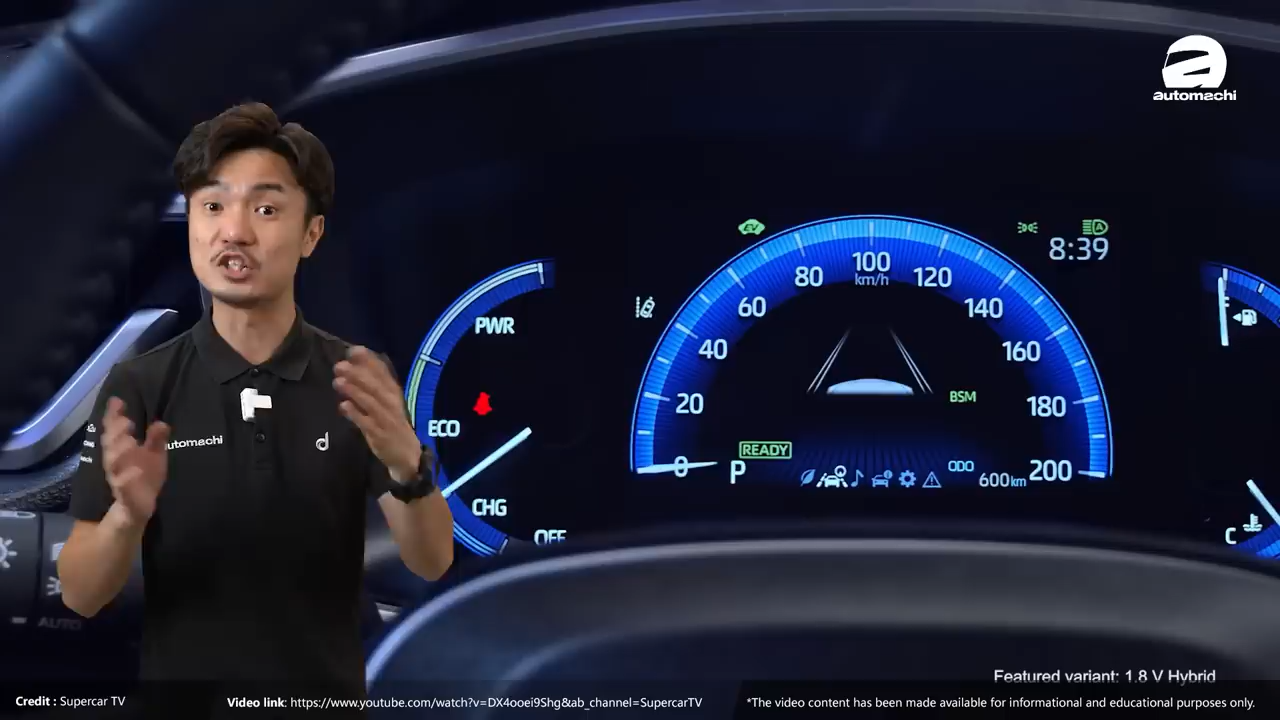 automachi
8:39
PWR
ECO
CHG
OFF
0
20
40
60
80
100
km/h
120
140
160
180
200
BSM
READY
P
ODO
600km
C
automachi
d
AUTO
Featured variant: 1.8 V Hybrid
Credit : Supercar TV
Video link: https://www.youtube.com/watch?v=DX4ooei9Shg&ab_channel=SupercarTV
*The video content has been made available for informational and educational purposes only.